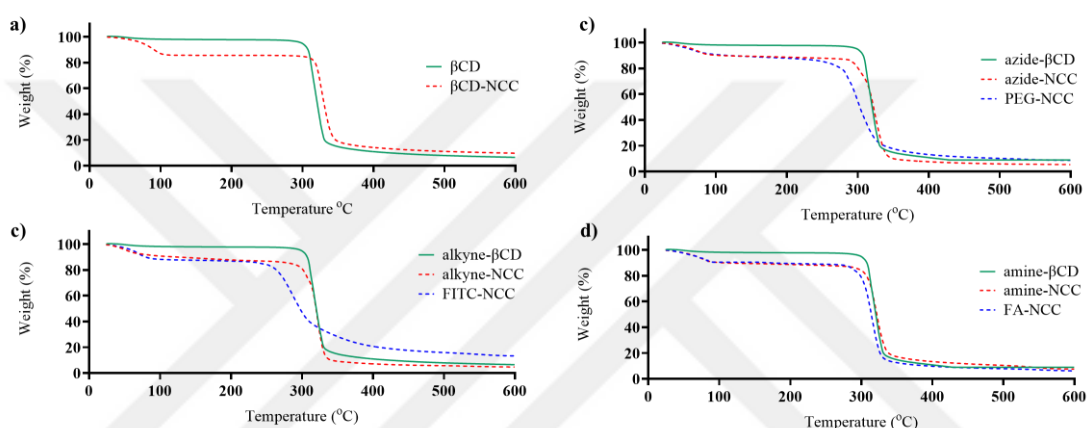 a)
Weight (%)
100
80
60
40
20
0
0 100 200 300 400 500 600
Temperature °C
βCD
βCD-NCC
c)
Weight (%)
100
80
60
40
20
0
0 100 200 300 400 500 600
Temperature (°C)
azide-βCD
azide-NCC
PEG-NCC
c)
Weight (%)
100
80
60
40
20
0
0 100 200 300 400 500 600
Temperature (°C)
alkyne-βCD
alkyne-NCC
FITC-NCC
d)
Weight (%)
100
80
60
40
20
0
0 100 200 300 400 500 600
Temperature (°C)
amine-βCD
amine-NCC
FA-NCC